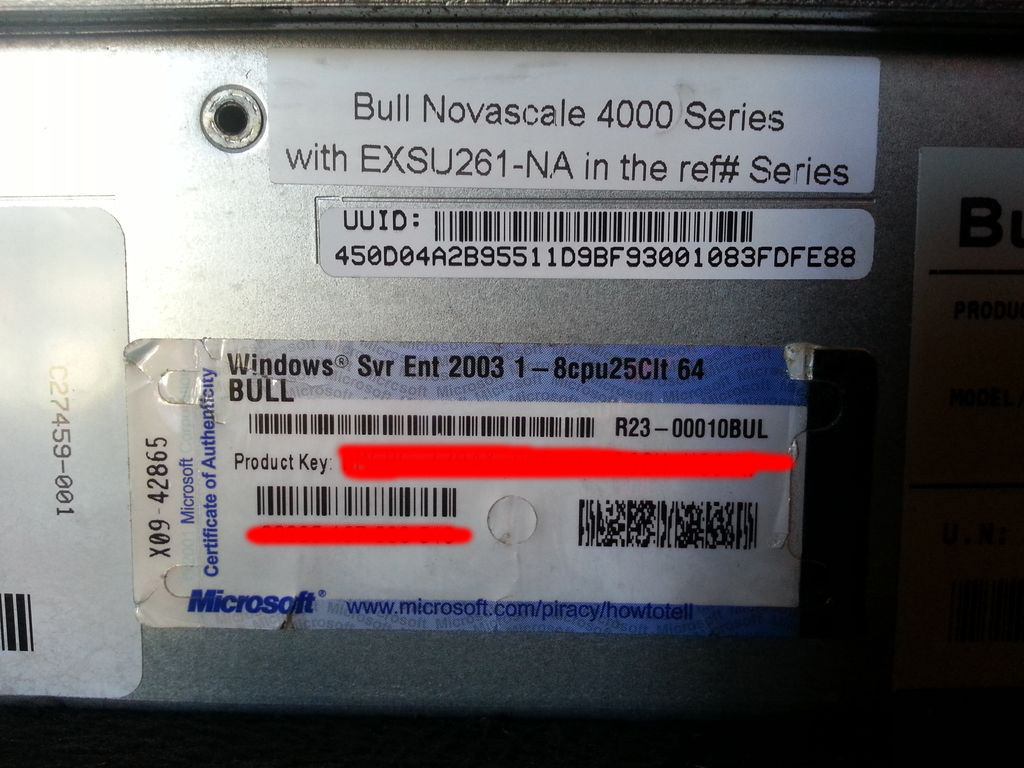 Bull Novascale 4000 Series
with EXSU261-NA in the ref# Series
UUID:
450D04A2B95511D9BF93001083FDFE88
C27459-001
Windows® Svr Ent 2003 1-8cpu25Clt 64
BULL
R23-00010BUL
Product Key:
X09-42865
Microsoft
Certificate of Authenticity
Microsoft®
www.microsoft.com/piracy/howtotell
PRODU
MODEL/
U.N: